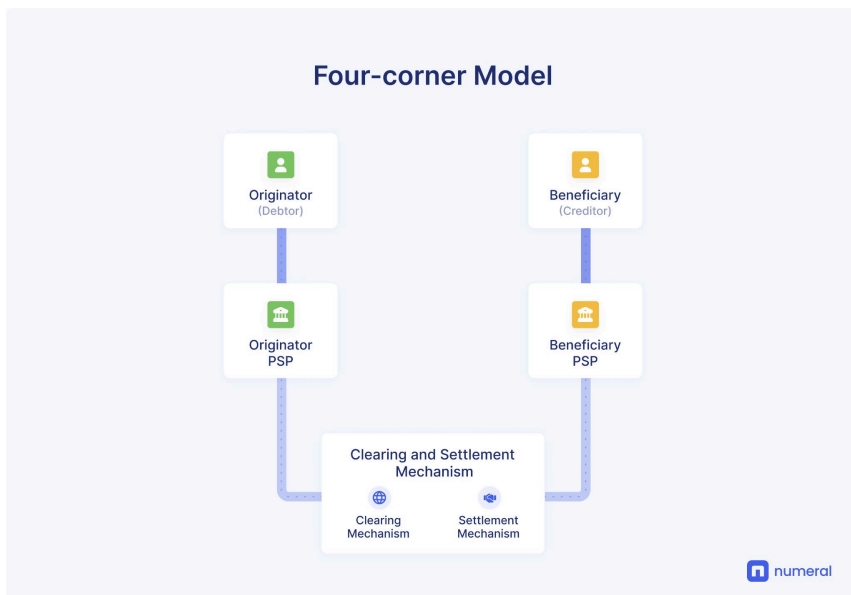 Four-corner Model
Originator
(Debtor)
Beneficiary
(Creditor)
Originator
PSP
Beneficiary
PSP
Clearing and Settlement
Mechanism
Clearing
Mechanism
Settlement
Mechanism
numeral